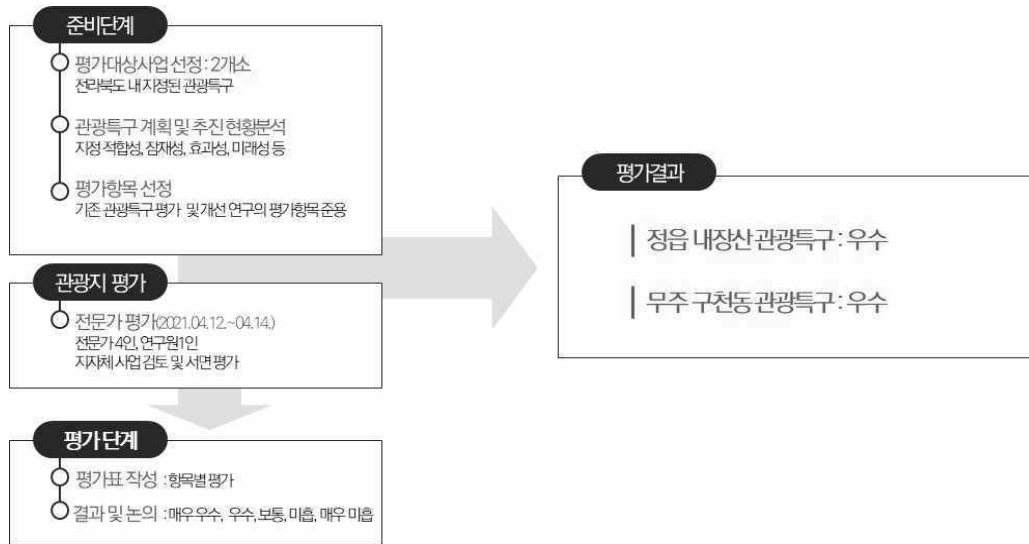 준비단계
평가대상사업 선정 : 2개소
전라북도 내 지정된 관광특구
관광특구 계획 및 추진 현황분석
지정 적합성, 잠재성, 효과성, 미래성 등
평가항목 선정
기존 관광특구 평가 및 개선 연구의 평가항목 준용
관광지 평가
전문가 평가(2021.04.12.~04.14.)
전문가 4인, 연구원 1인
지자체 사업 검토 및 서면 평가
평가 단계
평가표 작성 : 항목별 평가
결과 및 논의 : 매우 우수, 우수, 보통, 미흡, 매우 미흡
평가결과
정읍 내장산 관광특구 : 우수
무주 구천동 관광특구 : 우수